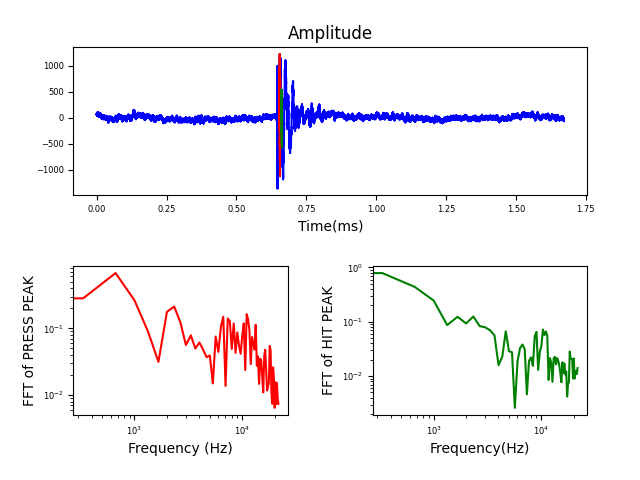 Amplitude
1000
500
0
−500
−1000
0.00 0.25 0.50 0.75 1.00 1.25 1.50 1.75
Time(ms)
FFT of PRESS PEAK
10⁻¹
10⁻²
10³ 10⁴
Frequency (Hz)
FFT of HIT PEAK
10⁰
10⁻¹
10⁻²
10³ 10⁴
Frequency(Hz)